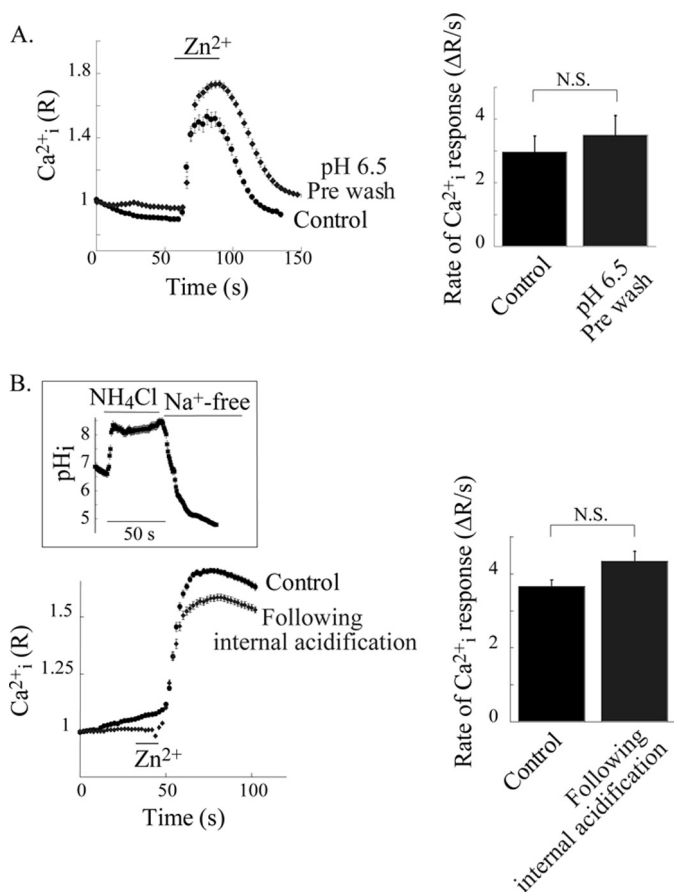 A.
Zn²⁺
Ca²⁺i (R)
1.8
1.4
1
pH 6.5
Pre wash
Control
0
50
100
150
Time (s)
Rate of Ca²⁺i response (ΔR/s)
N.S.
4
2
0
Control
pH 6.5
Pre wash
B.
NH₄Cl
Na⁺-free
pHi
8
7
6
5
50 s
Ca²⁺i (R)
1.5
1.25
1
Control
Following
internal acidification
Zn²⁺
0
50
100
Time (s)
Rate of Ca²⁺i response (ΔR/s)
N.S.
4
2
0
Control
Following
internal acidification